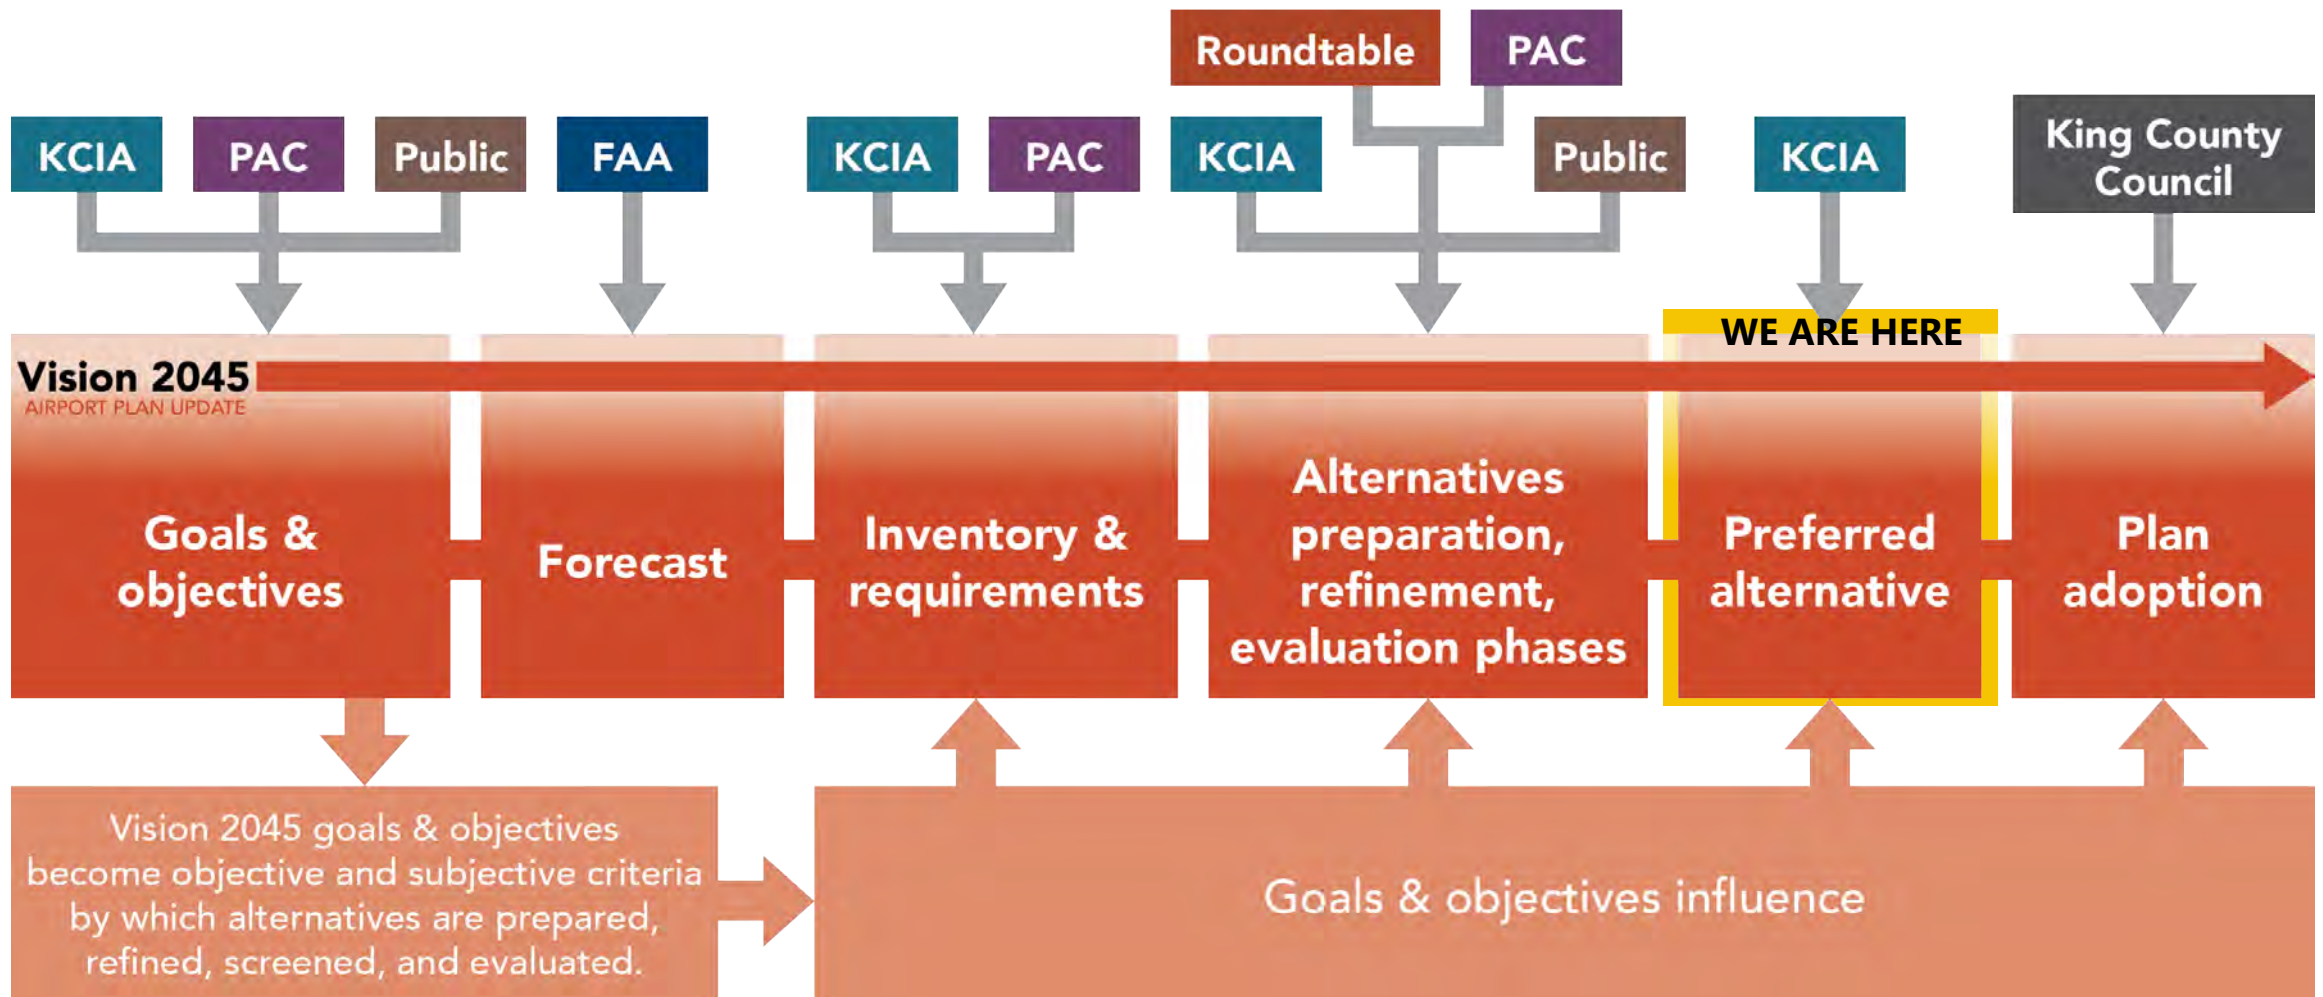 Roundtable
PAC
KCIA
PAC
Public
FAA
KCIA
PAC
KCIA
Public
KCIA
King County
Council
WE ARE HERE
Vision 2045
AIRPORT PLAN UPDATE
Goals &
objectives
Forecast
Inventory &
requirements
Alternatives
preparation,
refinement,
evaluation phases
Preferred
alternative
Plan
adoption
Vision 2045 goals & objectives
become objective and subjective criteria
by which alternatives are prepared,
refined, screened, and evaluated.
Goals & objectives influence